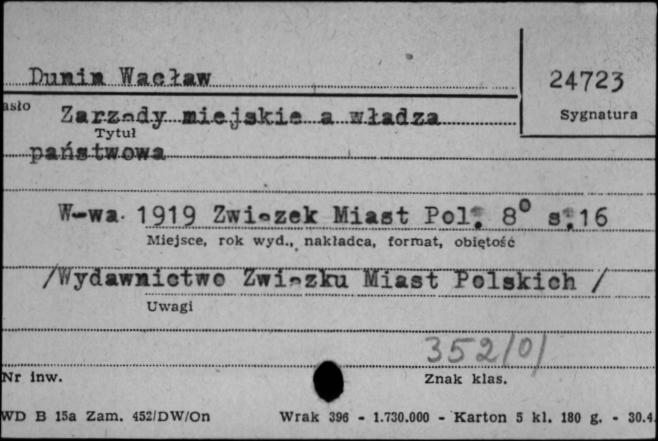 Dunin Wacław
24723
asło
Sygnatura
Zarządy miejskie a władza
Tytuł
państwowa
W-wa. 1919 Związek Miast Pol. 8° s.16
Miejsce, rok wyd., nakładca, format, obiętość
/Wydawnictwo Związku Miast Polskich /
Uwagi
352/0/
Nr inw.
Znak klas.
WD B 15a Zam. 452/DW/On Wrak 396 - 1.730.000 - Karton 5 kl. 180 g. - 30.4.